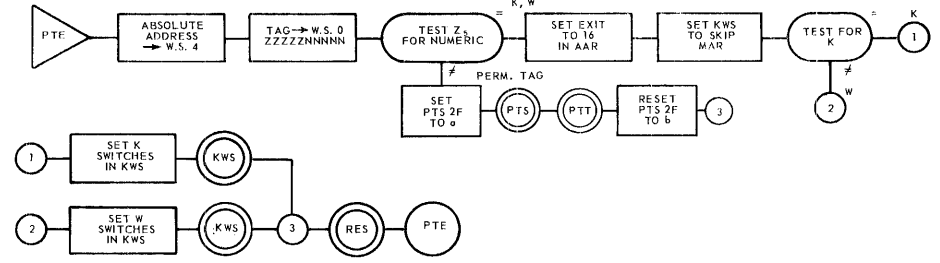 PTE
ABSOLUTE
ADDRESS
→ W.S. 4
TAG → W.S. 0
ZZZZZNNNNN
TEST Z5
FOR NUMERIC
= K, W
SET EXIT
TO 16
IN AAR
SET KWS
TO SKIP
MAR
TEST FOR
K
= K
1
≠ W
2
≠ PERM. TAG
SET
PTS 2F
TO a
PTS
PTT
RESET
PTS 2F
TO b
3
1
SET K
SWITCHES
IN KWS
KWS
2
SET W
SWITCHES
IN KWS
KWS
3
RES
PTE